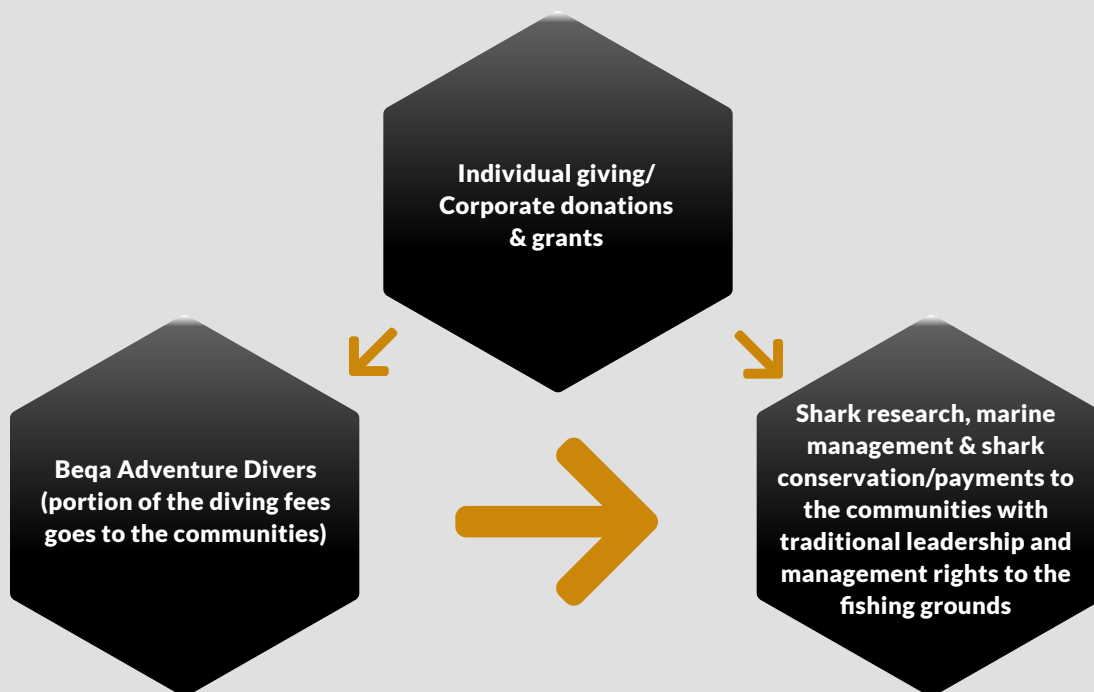 Individual giving/
Corporate donations
& grants
Beqa Adventure Divers
(portion of the diving fees
goes to the communities)
Shark research, marine
management & shark
conservation/payments to
the communities with
traditional leadership and
management rights to the
fishing grounds